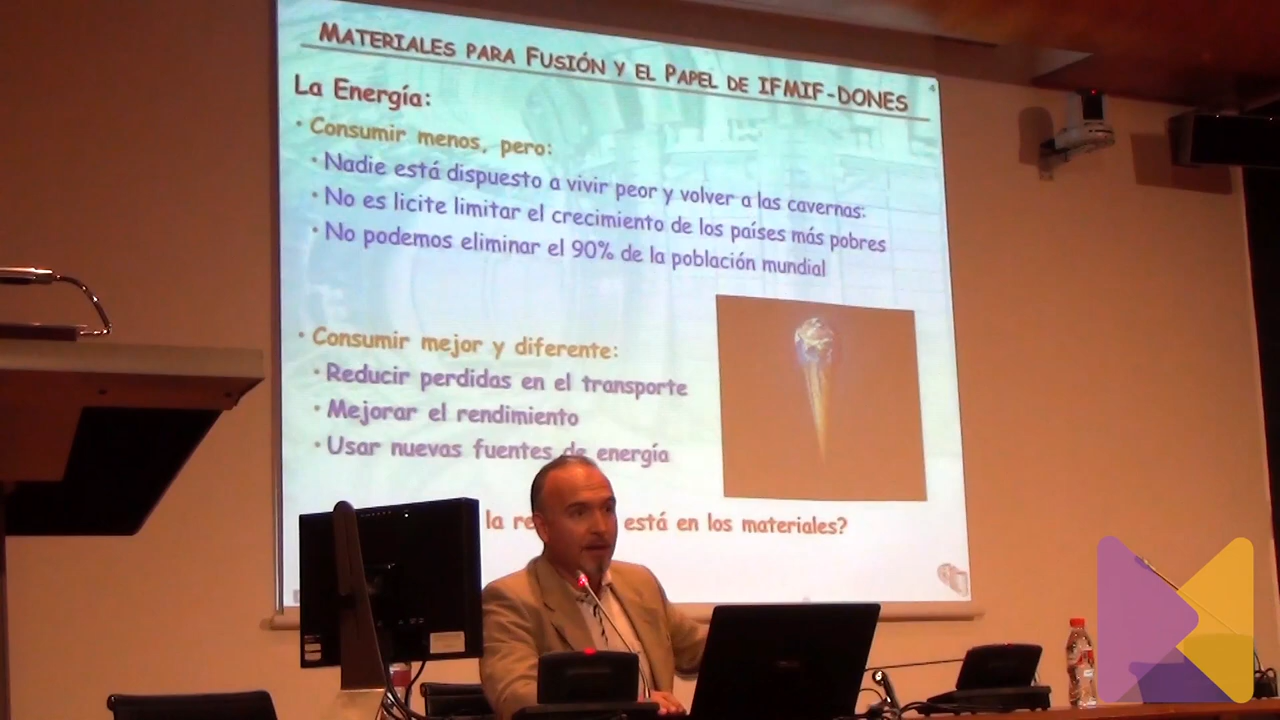 MATERIALES PARA FUSIÓN Y EL PAPEL DE IFMIF-DONES
4
La Energía:
• Consumir menos, pero:
• Nadie está dispuesto a vivir peor y volver a las cavernas:
• No es licite limitar el crecimiento de los países más pobres
• No podemos eliminar el 90% de la población mundial
• Consumir mejor y diferente:
• Reducir perdidas en el transporte
• Mejorar el rendimiento
• Usar nuevas fuentes de energía
la está en los materiales?